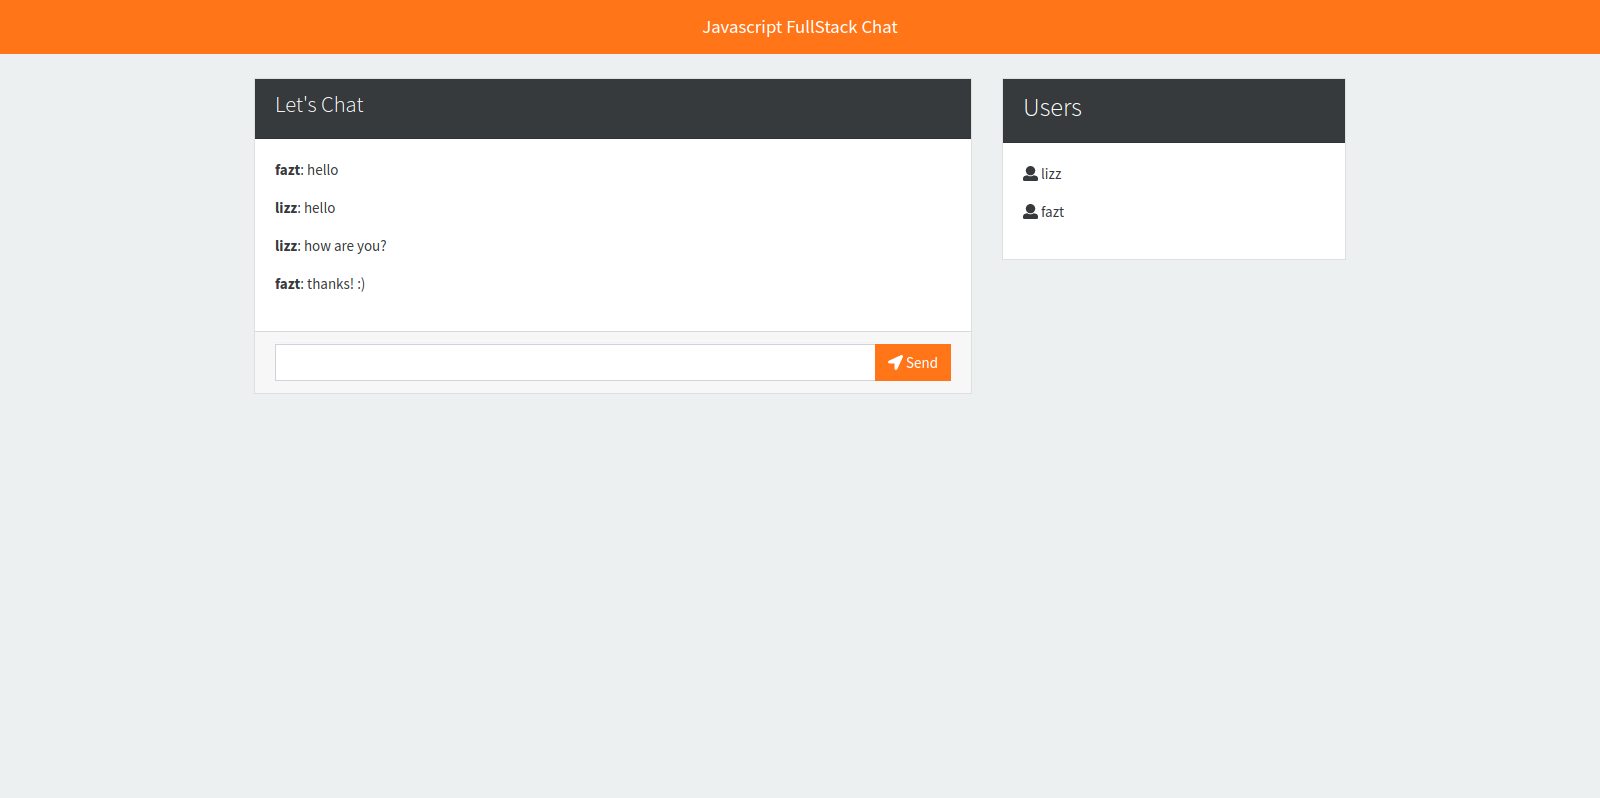 Javascript FullStack Chat
Let's Chat
fazt: hello
lizz: hello
lizz: how are you?
fazt: thanks! :)
Send
Users
lizz
fazt